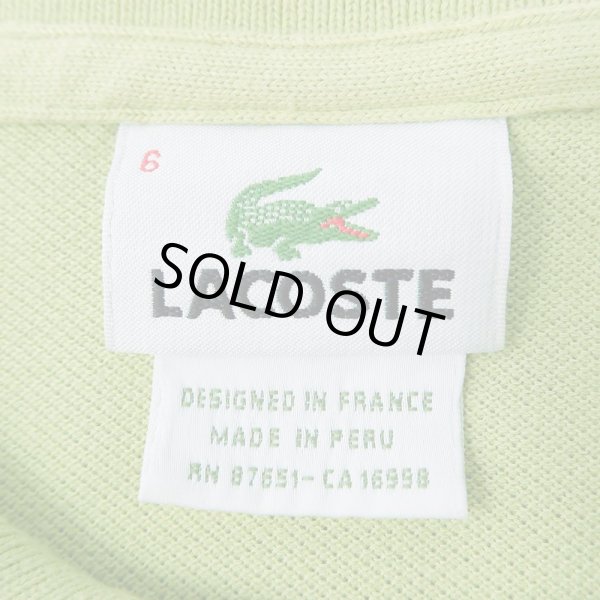 6
LACOSTE
SOLD OUT
DESIGNED IN FRANCE
MADE IN PERU
RN 87651-CA 16998